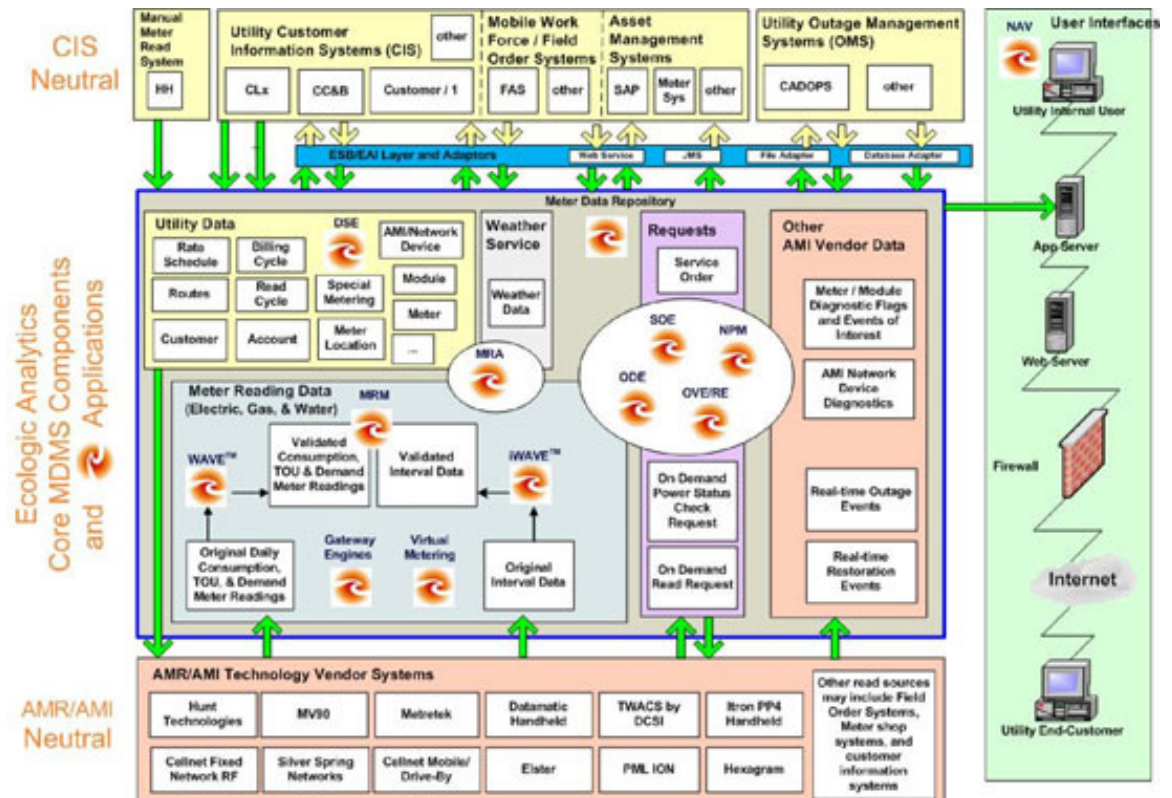 CIS
Neutral
Manual
Meter
Read
System
HH
Utility Customer
Information Systems (CIS)
other
CLx
CC&B
Customer / 1
Mobile Work
Force / Field
Order Systems
FAS
other
Asset
Management
Systems
SAP
Meter
Sys
other
Utility Outage Management
Systems (OMS)
CADOPS
other
ESB/EAI Layer and Adaptors
Web Service
JMS
File Adapter
Database Adapter
Ecologic Analytics
Core MDMS Components
and Applications
Meter Data Repository
Utility Data
DSE
Rate
Schedule
Billing
Cycle
AMI/Network
Device
Routes
Read
Cycle
Special
Metering
Module
Meter
Customer
Account
Meter
Location
...
Weather
Service
Weather
Data
MRA
Requests
Service
Order
SOE
NPM
ODE
OVE/RE
On Demand
Power Status
Check
Request
On Demand
Read Request
Other
AMI Vendor Data
Meter / Module
Diagnostic Flags
and Events of
Interest
AMI Network
Device
Diagnostics
Real-time Outage
Events
Real-time
Restoration
Events
Meter Reading Data
(Electric, Gas, & Water)
MRM
WAVE™
Validated
Consumption,
TOU & Demand
Meter Readings
Validated
Interval Data
iWAVE™
Original Daily
Consumption,
TOU, & Demand
Meter Readings
Gateway
Engines
Virtual
Metering
Original
Interval Data
AMR/AMI
Neutral
AMR/AMI Technology Vendor Systems
Hunt
Technologies
MV90
Metretek
Datamatic
Handheld
TWACS by
DCSI
Itron PP4
Handheld
Cellnet Fixed
Network RF
Silver Spring
Networks
Cellnet Mobile/
Drive-By
Elster
PML ION
Hexagram
Other read sources
may include Field
Order Systems,
Meter shop
systems, and
customer
information
systems
User Interfaces
NAV
Utility Internal User
App Server
Web Server
Firewall
Internet
Utility End-Customer